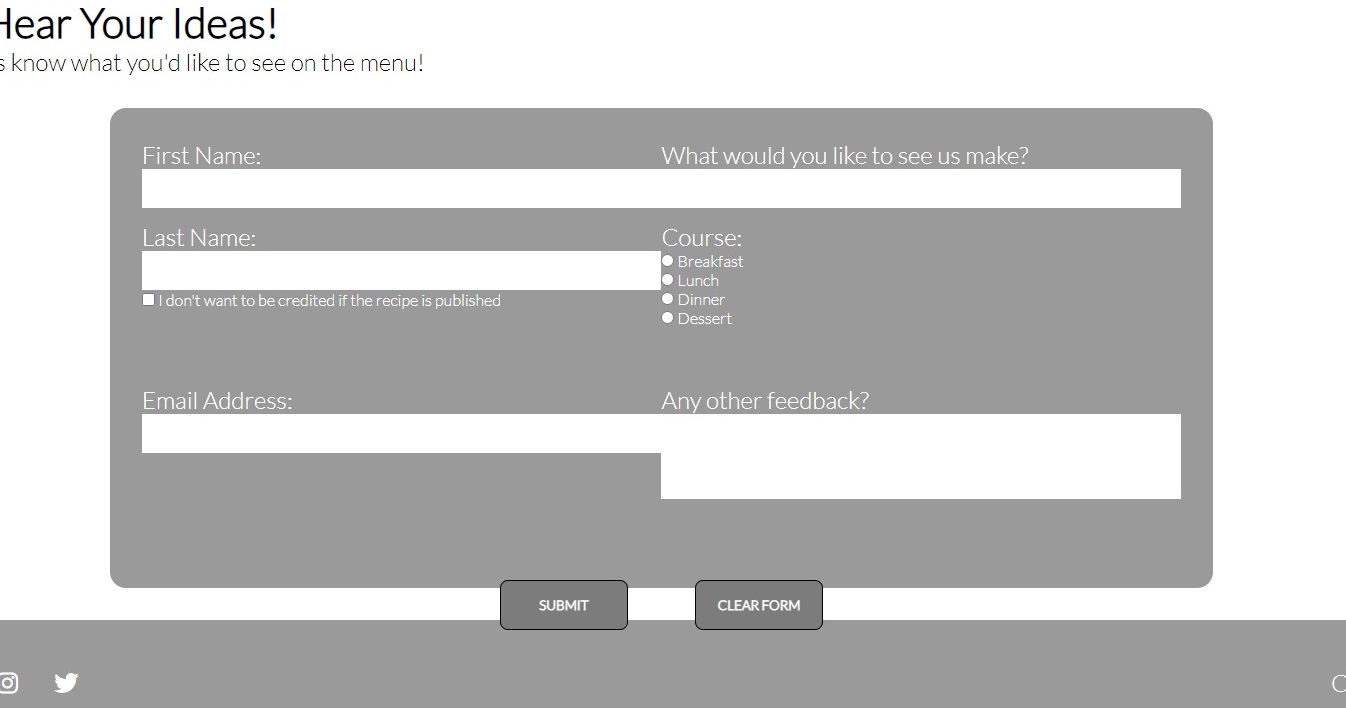 Hear Your Ideas!
know what you'd like to see on the menu!
First Name:
What would you like to see us make?
Last Name:
Course:
Breakfast
Lunch
I don't want to be credited if the recipe is published
Dinner
Dessert
Email Address:
Any other feedback?
SUBMIT
CLEAR FORM